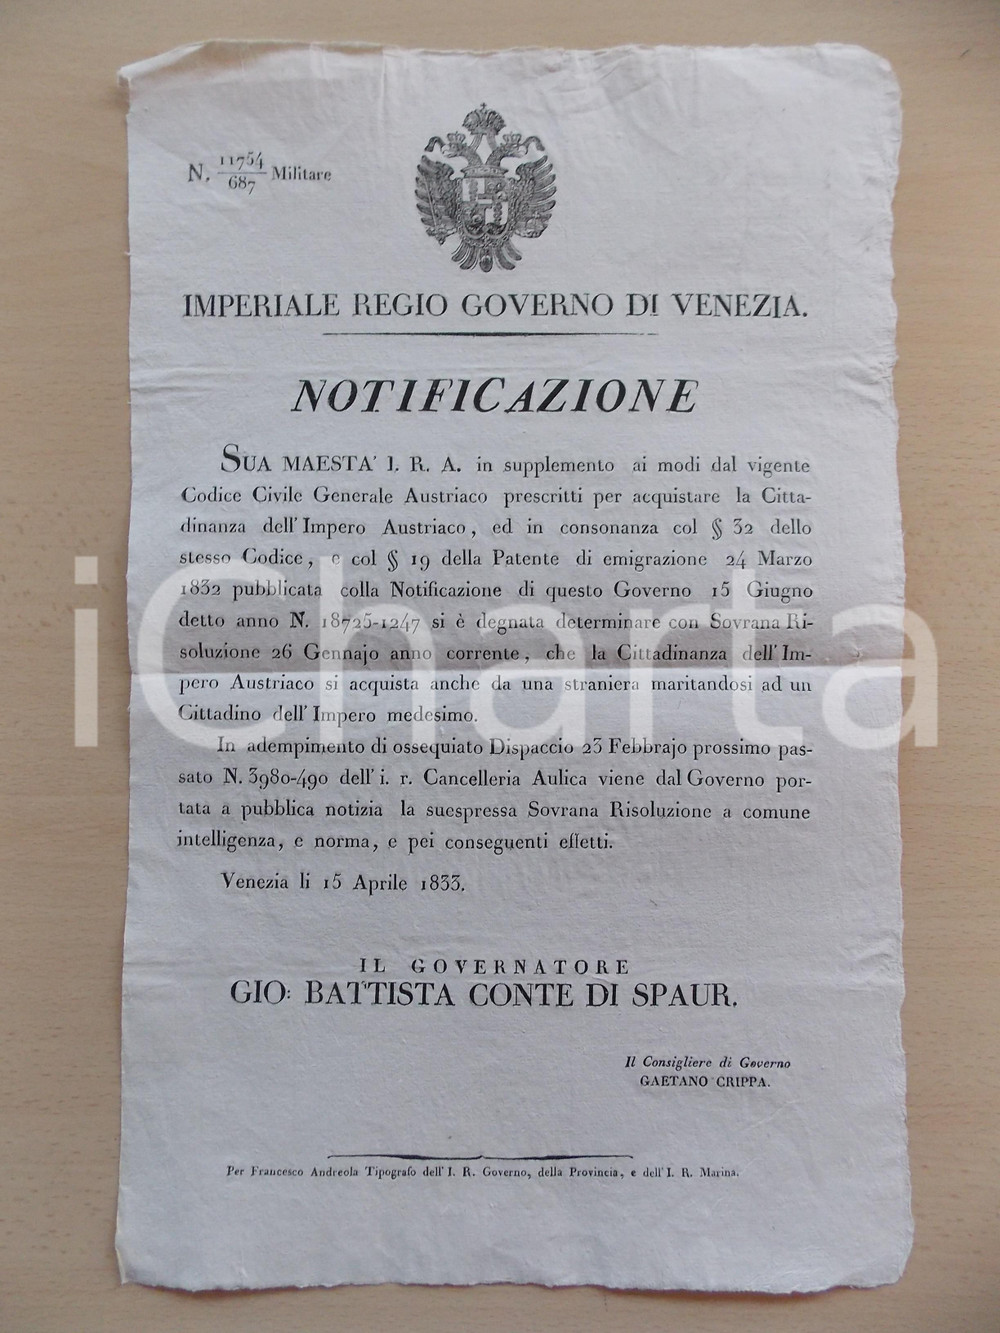 N. 11754/687 Militare
IMPERIALE REGIO GOVERNO DI VENEZIA.
NOTIFICAZIONE
SUA MAESTA' I. R. A. in supplemento ai modi dal vigente
Codice Civile Generale Austriaco prescritti per acquistare la Citta-
dinanza dell'Impero Austriaco, ed in consonanza col § 32 dello
stesso Codice, e col § 19 della Patente di emigrazione 24 Marzo
1832 pubblicata colla Notificazione di questo Governo 15 Giugno
detto anno N. 18725-1247 si è degnata determinare con Sovrana Ri-
soluzione 26 Gennajo anno corrente, che la Cittadinanza dell'Im-
pero Austriaco si acquista anche da una straniera maritandosi ad un
Cittadino dell'Impero medesimo.
In adempimento di ossequiato Dispaccio 23 Febbrajo prossimo pas-
sato N. 3980-490 dell'i. r. Cancelleria Aulica viene dal Governo por-
tata a pubblica notizia la suespressa Sovrana Risoluzione a comune
intelligenza, e norma, e pei conseguenti effetti.
Venezia li 15 Aprile 1833.
IL GOVERNATORE
GIO: BATTISTA CONTE DI SPAUR.
Il Consigliere di Governo
GAETANO CRIPPA.
Per Francesco Andreola Tipografo dell'I. R. Governo, della Provincia, e dell'I. R. Marina.
iCharta